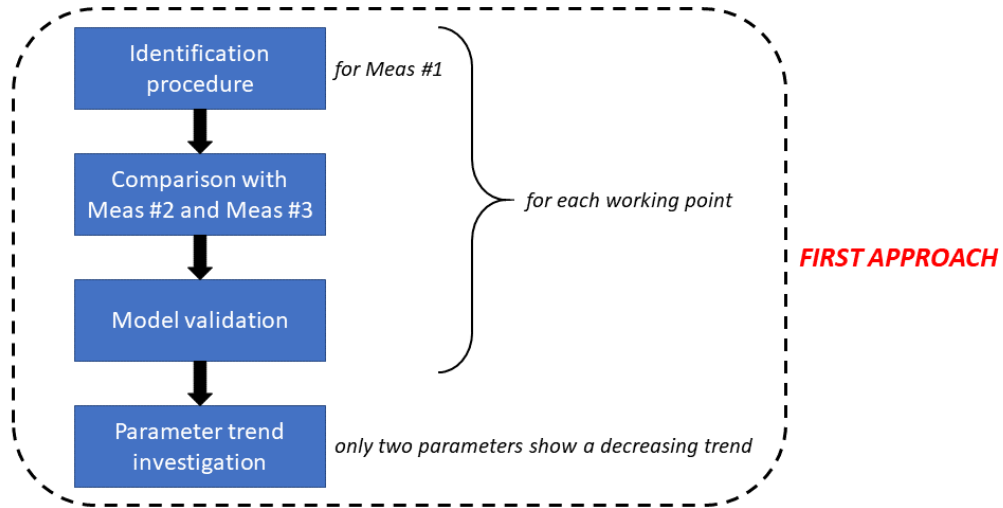 Identification
procedure
for Meas #1
Comparison with
Meas #2 and Meas #3
for each working point
FIRST APPROACH
Model validation
Parameter trend
investigation
only two parameters show a decreasing trend